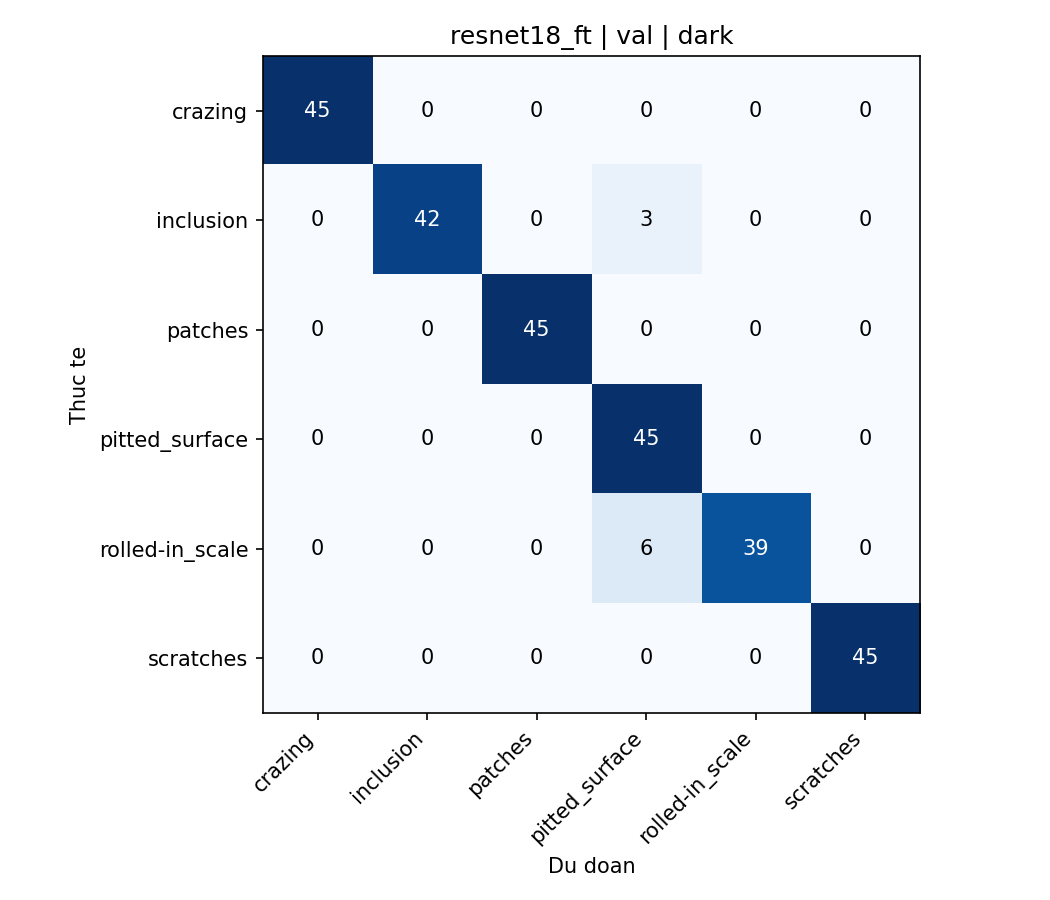 resnet18_ft | val | dark
crazing 45 0 0 0 0 0
inclusion 0 42 0 3 0 0
patches 0 0 45 0 0 0
pitted_surface 0 0 0 45 0 0
rolled-in_scale 0 0 0 6 39 0
scratches 0 0 0 0 0 45
Thuc te
crazing inclusion patches pitted_surface rolled-in_scale scratches
Du doan